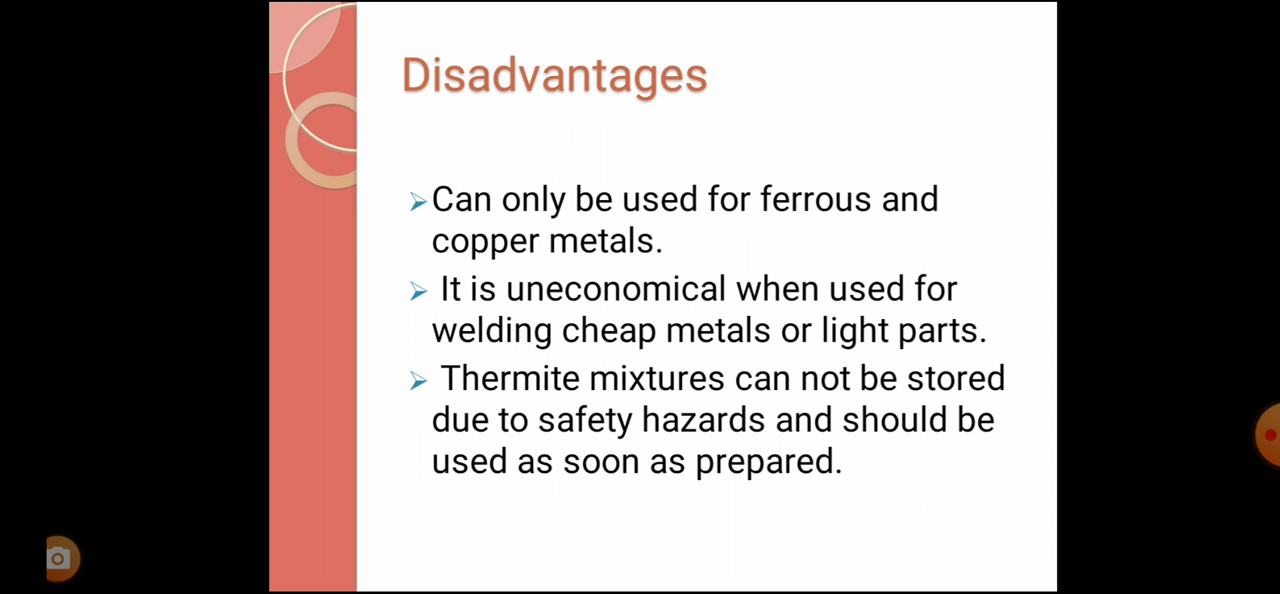 Disadvantages
Can only be used for ferrous and
copper metals.
It is uneconomical when used for
welding cheap metals or light parts.
Thermite mixtures can not be stored
due to safety hazards and should be
used as soon as prepared.